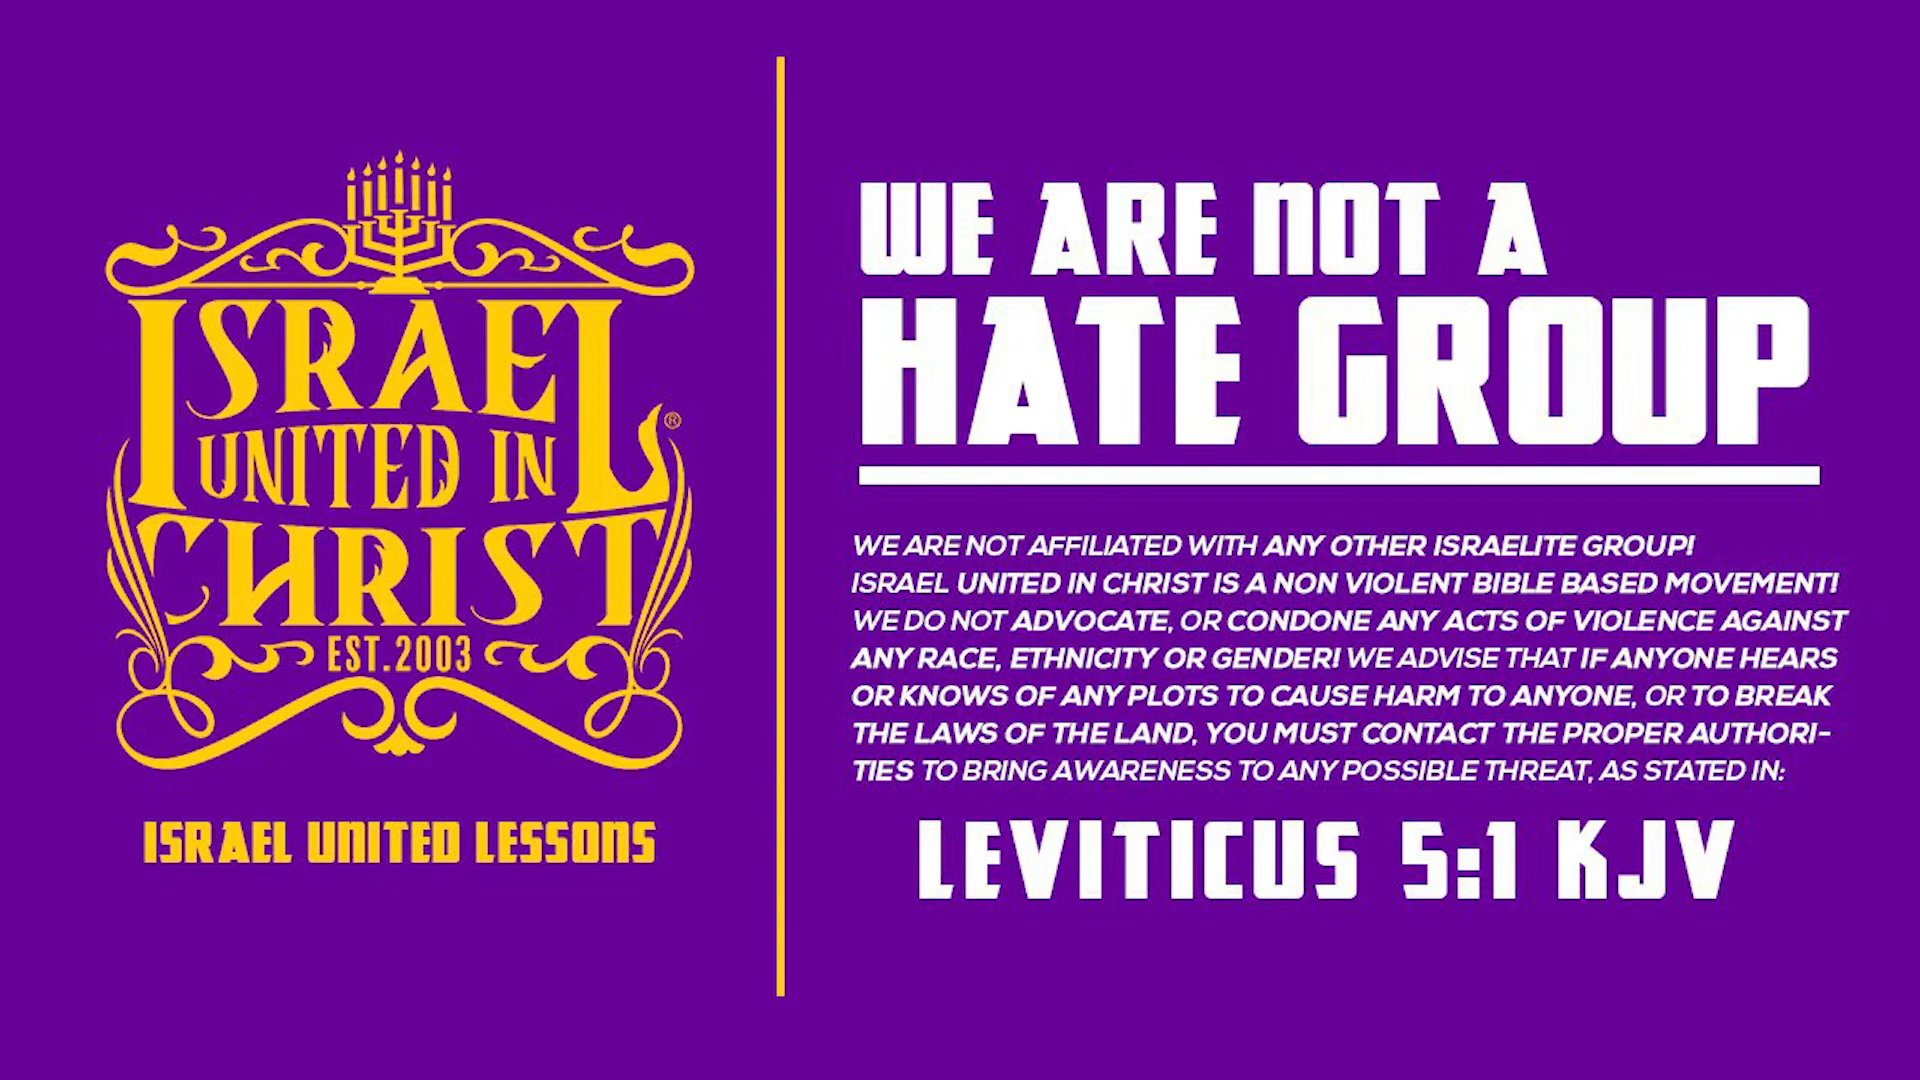 ISRAEL
UNITED IN
CHRIST
®
EST.2003
ISRAEL UNITED LESSONS
WE ARE NOT A
HATE GROUP
WE ARE NOT AFFILIATED WITH ANY OTHER ISRAELITE GROUP!
ISRAEL UNITED IN CHRIST IS A NON VIOLENT BIBLE BASED MOVEMENT!
WE DO NOT ADVOCATE, OR CONDONE ANY ACTS OF VIOLENCE AGAINST
ANY RACE, ETHNICITY OR GENDER! WE ADVISE THAT IF ANYONE HEARS
OR KNOWS OF ANY PLOTS TO CAUSE HARM TO ANYONE, OR TO BREAK
THE LAWS OF THE LAND, YOU MUST CONTACT THE PROPER AUTHORI-
TIES TO BRING AWARENESS TO ANY POSSIBLE THREAT, AS STATED IN:
LEVITICUS 5:1 KJV